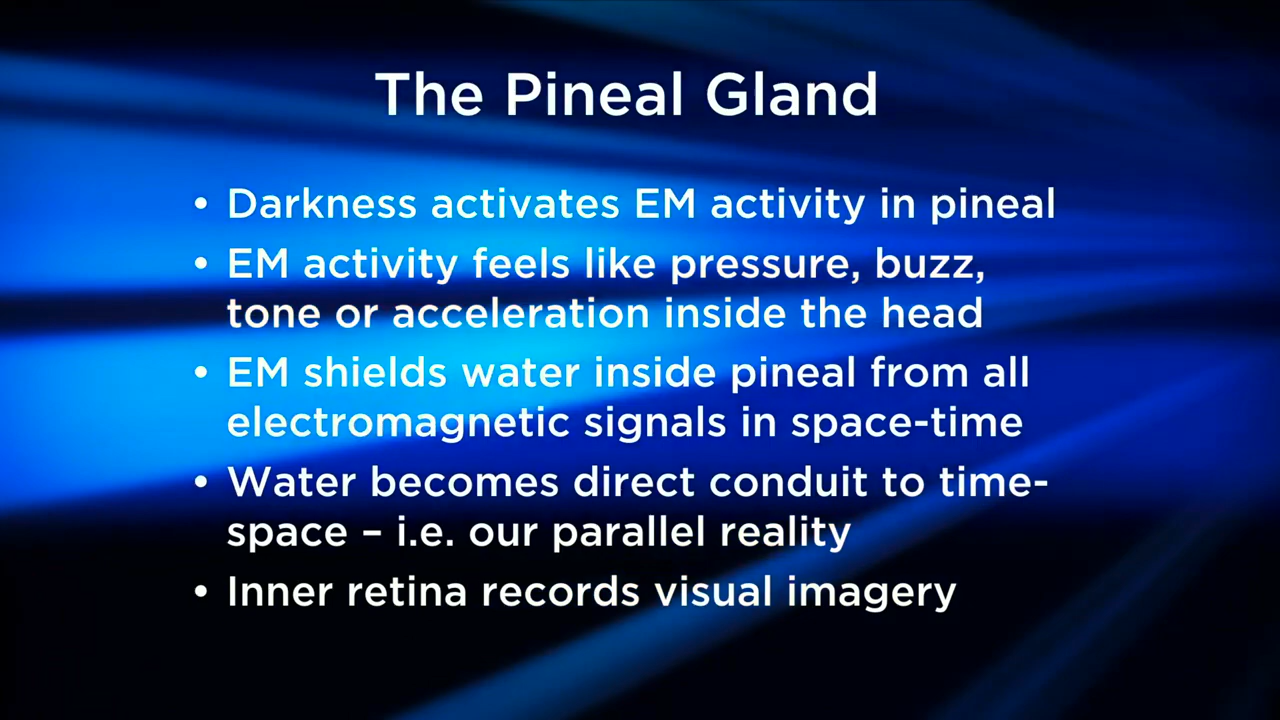 The Pineal Gland
• Darkness activates EM activity in pineal
• EM activity feels like pressure, buzz,
tone or acceleration inside the head
• EM shields water inside pineal from all
electromagnetic signals in space-time
• Water becomes direct conduit to time-
space – i.e. our parallel reality
• Inner retina records visual imagery